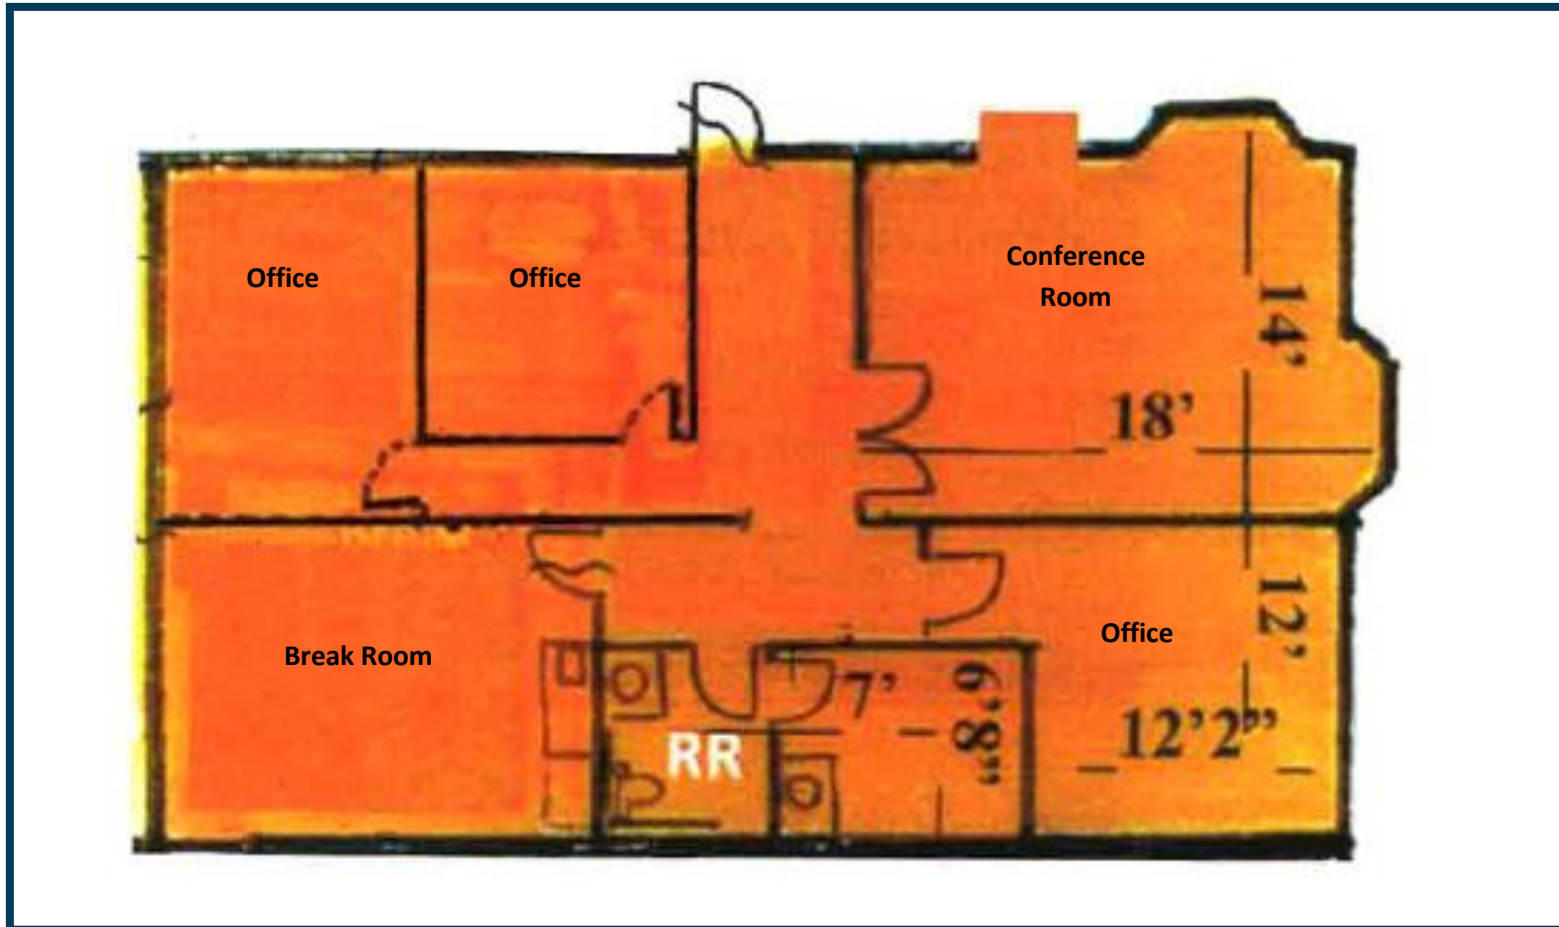 Office
Office
Conference
Room
14'
18'
Break Room
Office
12'
7'
6'8"
12'2"
RR